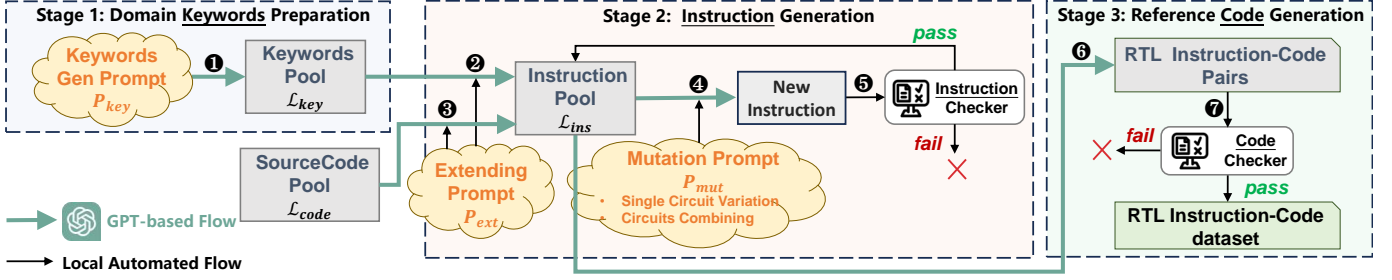 Stage 1: Domain Keywords Preparation
Keywords
Gen Prompt
P_key
❶
Keywords
Pool
L_key
SourceCode
Pool
L_code
GPT-based Flow
Local Automated Flow
Stage 2: Instruction Generation
❷
❸
Extending
Prompt
P_ext
Instruction
Pool
L_ins
❹
Mutation Prompt
P_mut
• Single Circuit Variation
• Circuits Combining
New
Instruction
❺
pass
Instruction
Checker
fail
Stage 3: Reference Code Generation
❻
RTL Instruction-Code
Pairs
❼
fail
Code
Checker
pass
RTL Instruction-Code
dataset